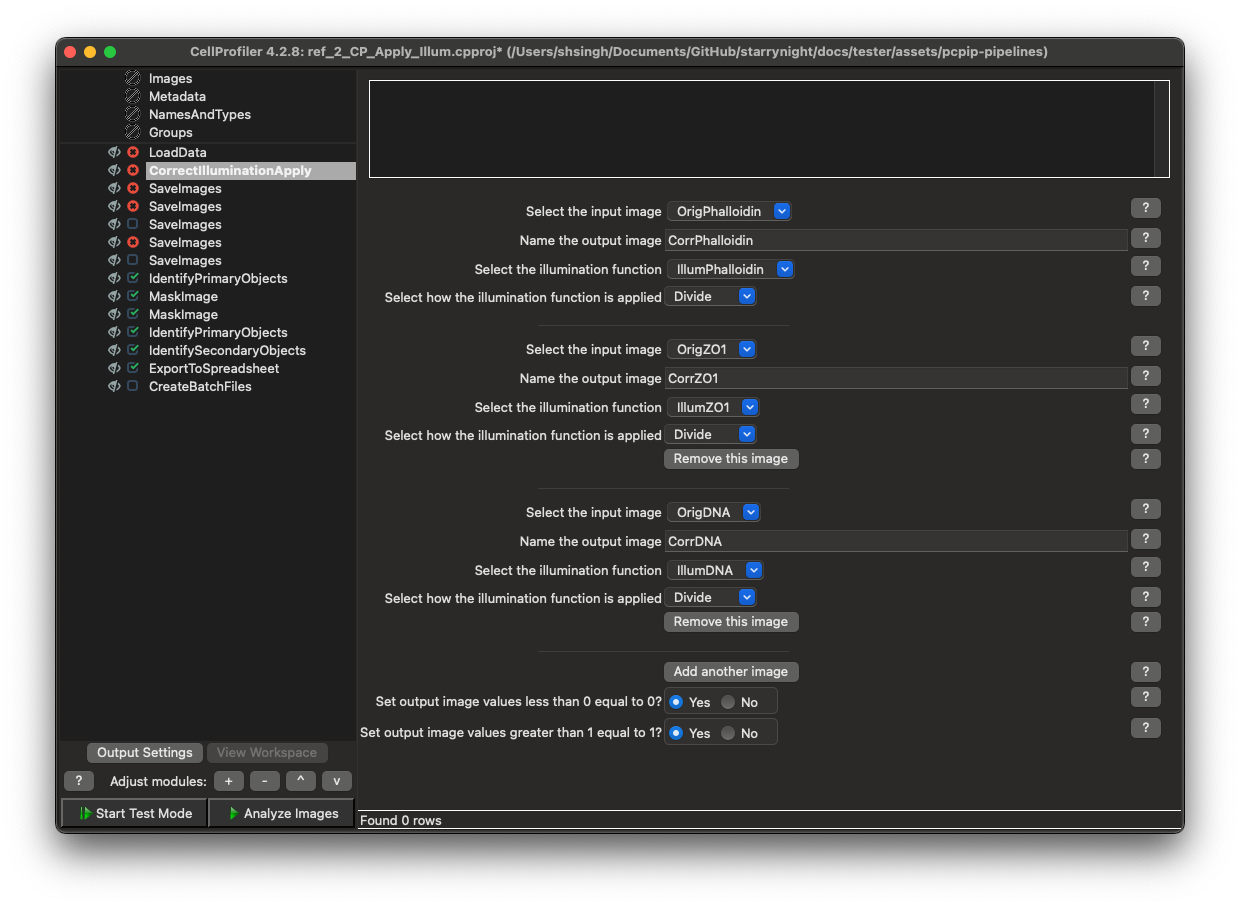 CellProfiler 4.2.8: ref_2_CP_Apply_Illum.cpproj* (/Users/shsingh/Documents/GitHub/starrynight/docs/tester/assets/pcpip-pipelines)
Images
Metadata
NamesAndTypes
Groups
LoadData
CorrectIlluminationApply
SaveImages
SaveImages
SaveImages
SaveImages
SaveImages
IdentifyPrimaryObjects
MaskImage
MaskImage
IdentifyPrimaryObjects
IdentifySecondaryObjects
ExportToSpreadsheet
CreateBatchFiles
Output Settings View Workspace
? Adjust modules: + - ^ v
Start Test Mode Analyze Images
Select the input image OrigPhalloidin ?
Name the output image CorrPhalloidin ?
Select the illumination function IllumPhalloidin ?
Select how the illumination function is applied Divide ?
Select the input image OrigZO1 ?
Name the output image CorrZO1 ?
Select the illumination function IllumZO1 ?
Select how the illumination function is applied Divide ?
Remove this image ?
Select the input image OrigDNA ?
Name the output image CorrDNA ?
Select the illumination function IllumDNA ?
Select how the illumination function is applied Divide ?
Remove this image ?
Add another image ?
Set output image values less than 0 equal to 0? Yes No ?
Set output image values greater than 1 equal to 1? Yes No ?
Found 0 rows